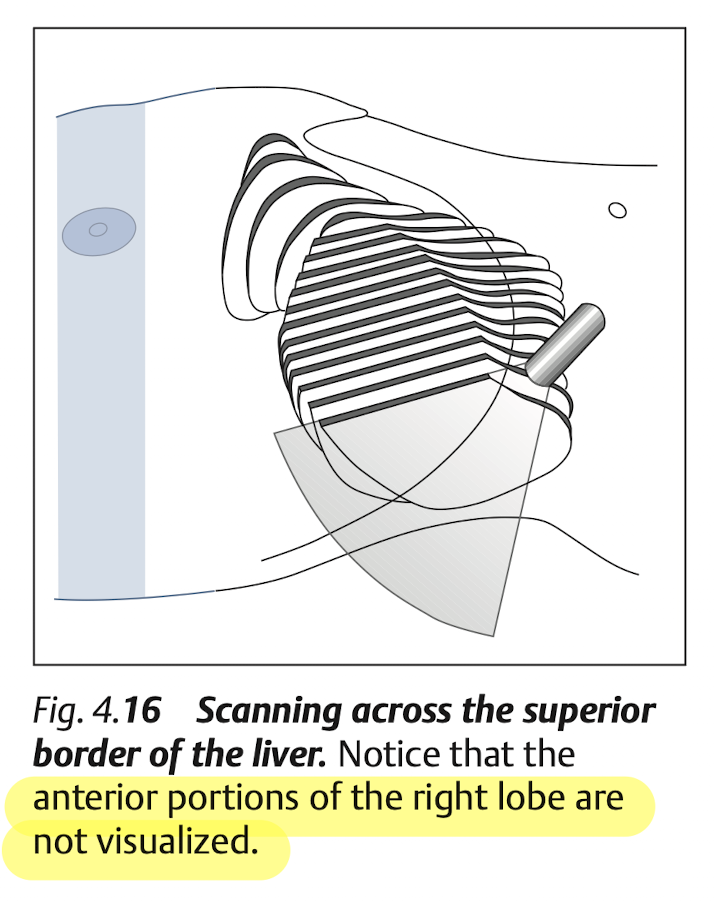 Fig. 4.16 Scanning across the superior
border of the liver. Notice that the
anterior portions of the right lobe are
not visualized.